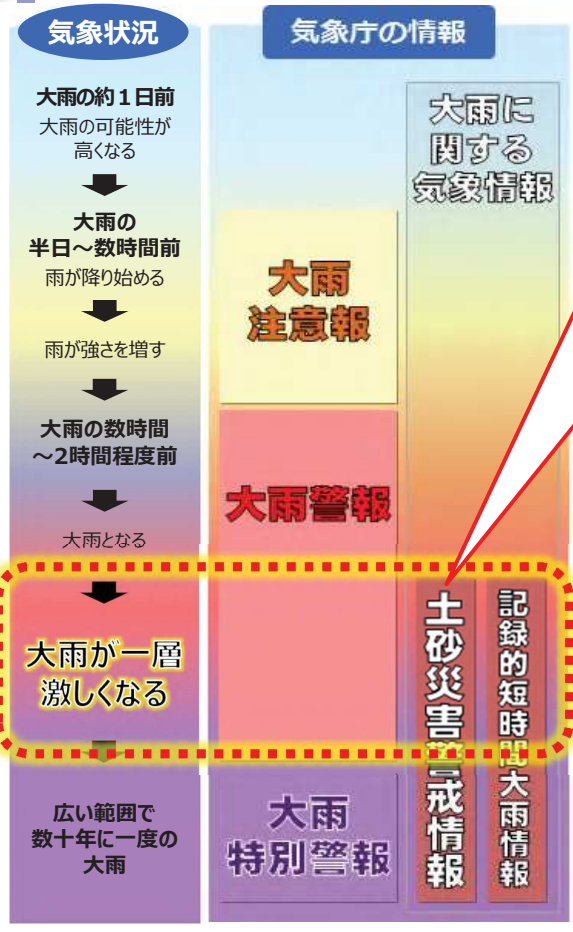 気象状況
気象庁の情報
大雨の約1日前
大雨の可能性が
高くなる
大雨の
半日～数時間前
雨が降り始める
雨が強さを増す
大雨の数時間
～2時間程度前
大雨となる
大雨が一層
激しくなる
広い範囲で
数十年に一度の
大雨
大雨
注意報
大雨警報
大雨
特別警報
大雨に
関する
気象情報
土砂災害警戒情報
記録的短時間大雨情報